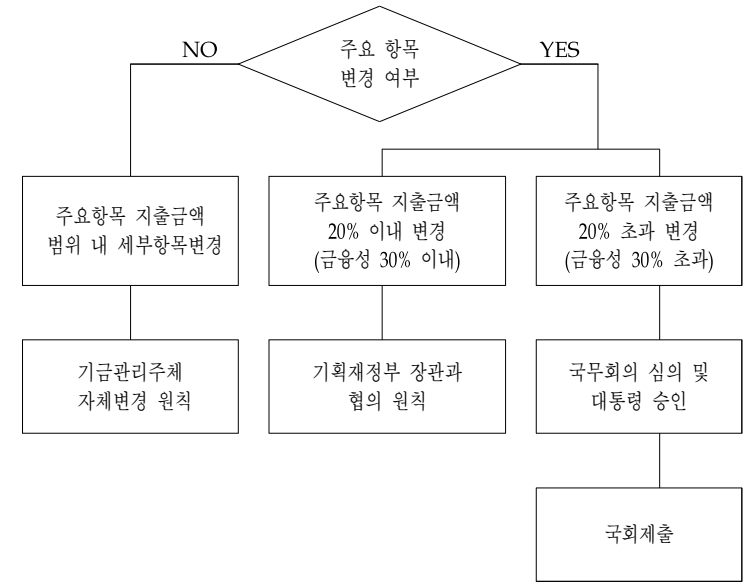 주요 항목
변경 여부
NO
YES
주요항목 지출금액
범위 내 세부항목변경
주요항목 지출금액
20% 이내 변경
(금융성 30% 이내)
주요항목 지출금액
20% 초과 변경
(금융성 30% 초과)
기금관리주체
자체변경 원칙
기획재정부 장관과
협의 원칙
국무회의 심의 및
대통령 승인
국회제출